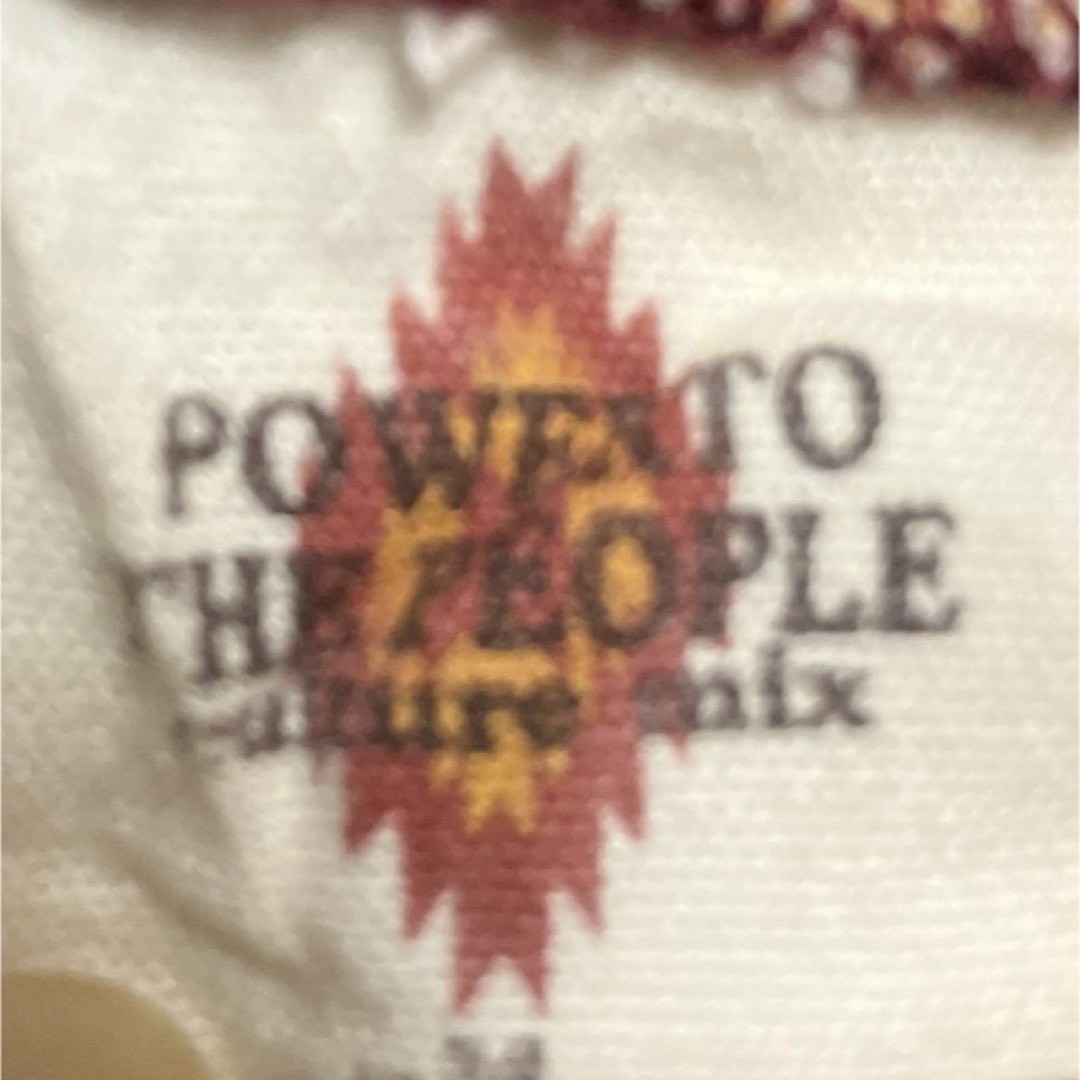 POWER TO
THE PEOPLE
culture mix